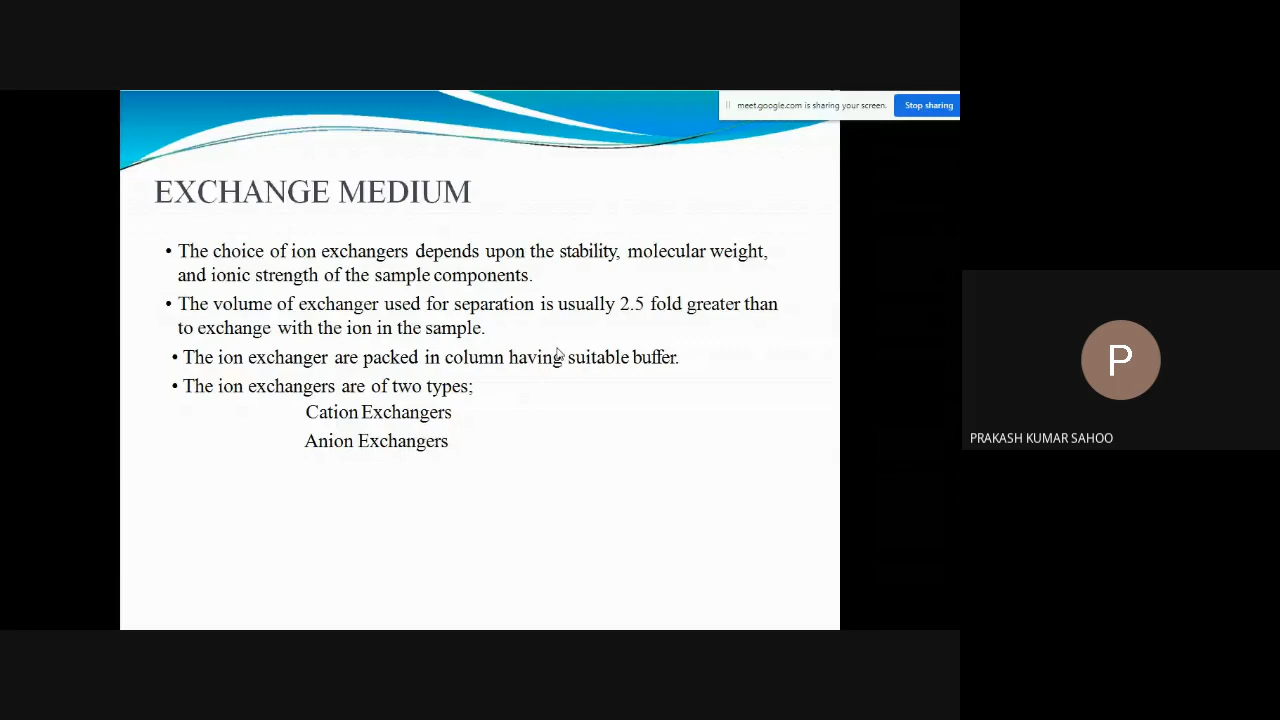 meet.google.com is sharing your screen.
Stop sharing
EXCHANGE MEDIUM
• The choice of ion exchangers depends upon the stability, molecular weight,
and ionic strength of the sample components.
• The volume of exchanger used for separation is usually 2.5 fold greater than
to exchange with the ion in the sample.
• The ion exchanger are packed in column having suitable buffer.
• The ion exchangers are of two types;
Cation Exchangers
Anion Exchangers
P
PRAKASH KUMAR SAHOO